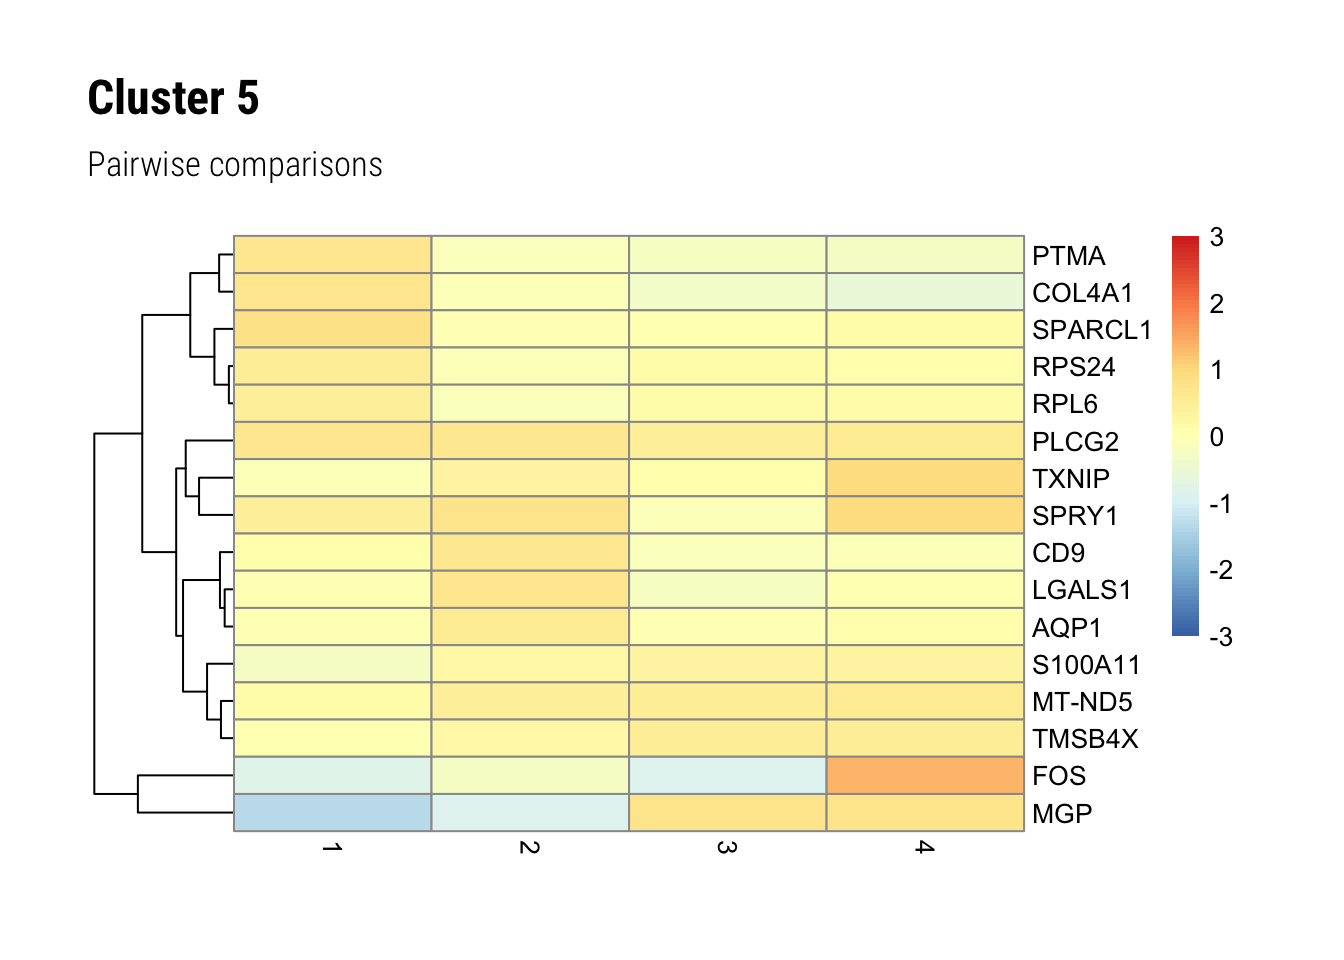 Cluster 5
Pairwise comparisons
PTMA
COL4A1
SPARCL1
RPS24
RPL6
PLCG2
TXNIP
SPRY1
CD9
LGALS1
AQP1
S100A11
MT-ND5
TMSB4X
FOS
MGP
3
2
1
0
-1
-2
-3
1
2
3
4